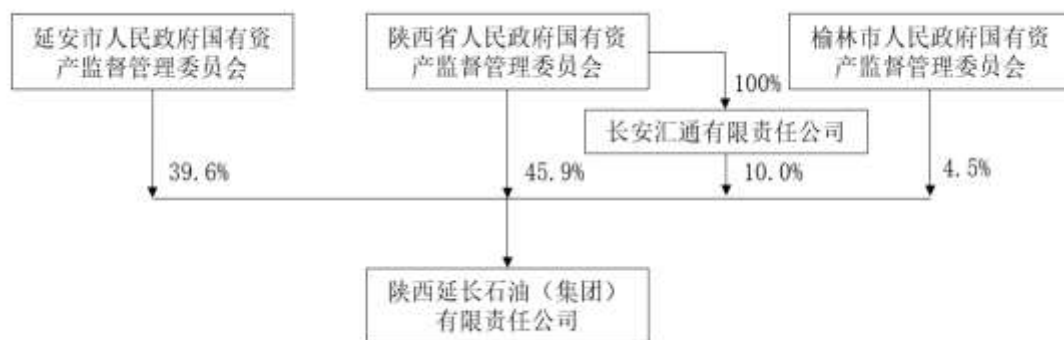 延安市人民政府国有资
产监督管理委员会
陕西省人民政府国有资
产监督管理委员会
榆林市人民政府国有资
产监督管理委员会
100%
长安汇通有限责任公司
39.6%
45.9%
10.0%
4.5%
陕西延长石油（集团）
有限责任公司